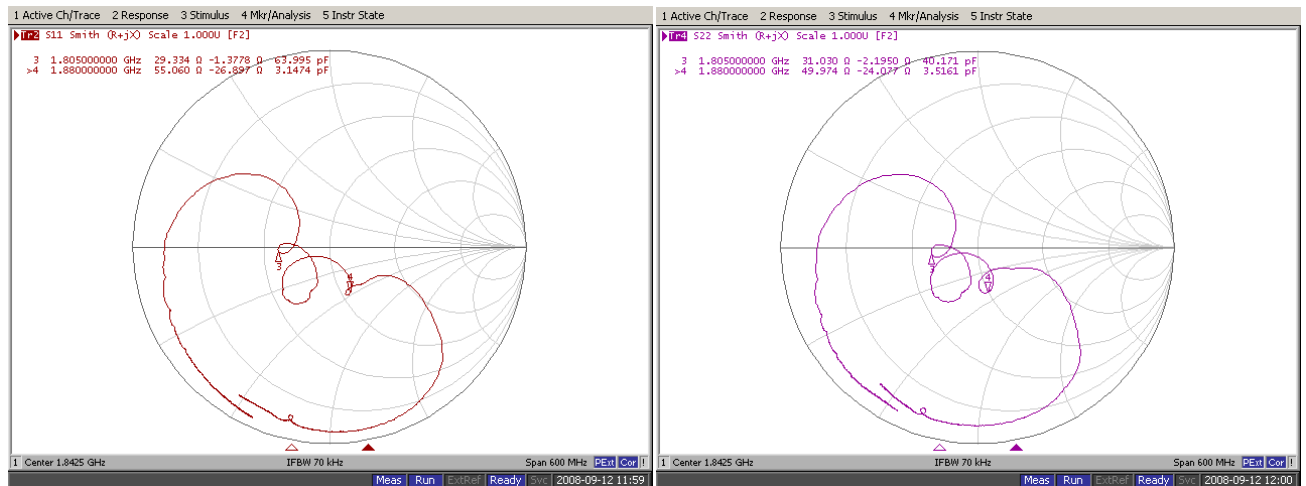 1 Active Ch/Trace 2 Response 3 Stimulus 4 Mkr/Analysis 5 Instr State
Tr2 S11 Smith (R+jX) Scale 1.000U [F2]
3 1.805000000 GHz 29.334 Ω -1.3778 Ω 63.995 pF
>4 1.880000000 GHz 55.060 Ω -26.897 Ω 3.1474 pF
3
4
1 Center 1.8425 GHz IFBW 70 kHz Span 600 MHz PExt Cor !
Meas Run ExtRef Ready Svc 2008-09-12 11:59
1 Active Ch/Trace 2 Response 3 Stimulus 4 Mkr/Analysis 5 Instr State
Tr4 S22 Smith (R+jX) Scale 1.000U [F2]
3 1.805000000 GHz 31.030 Ω -2.1950 Ω 40.171 pF
>4 1.880000000 GHz 49.974 Ω -24.077 Ω 3.5161 pF
3
4
1 Center 1.8425 GHz IFBW 70 kHz Span 600 MHz PExt Cor !
Meas Run ExtRef Ready Svc 2008-09-12 12:00